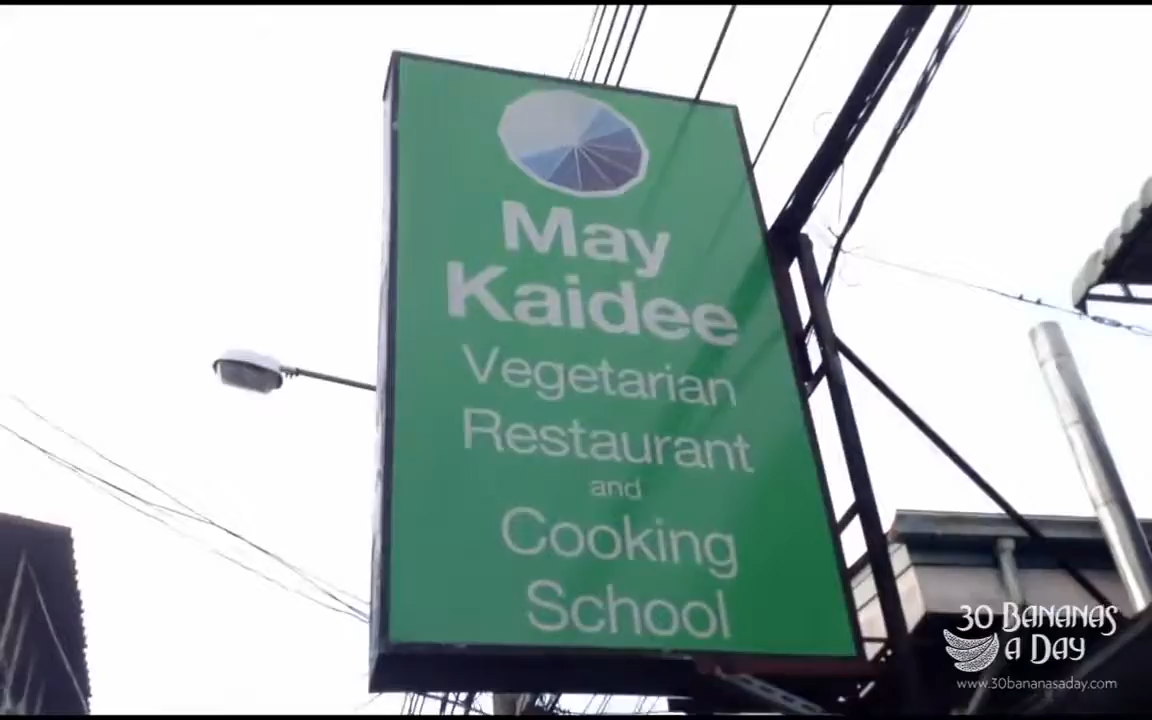 May
Kaidee
Vegetarian
Restaurant
and
Cooking
School
30 BANANAS
A DAY
www.30bananasaday.com